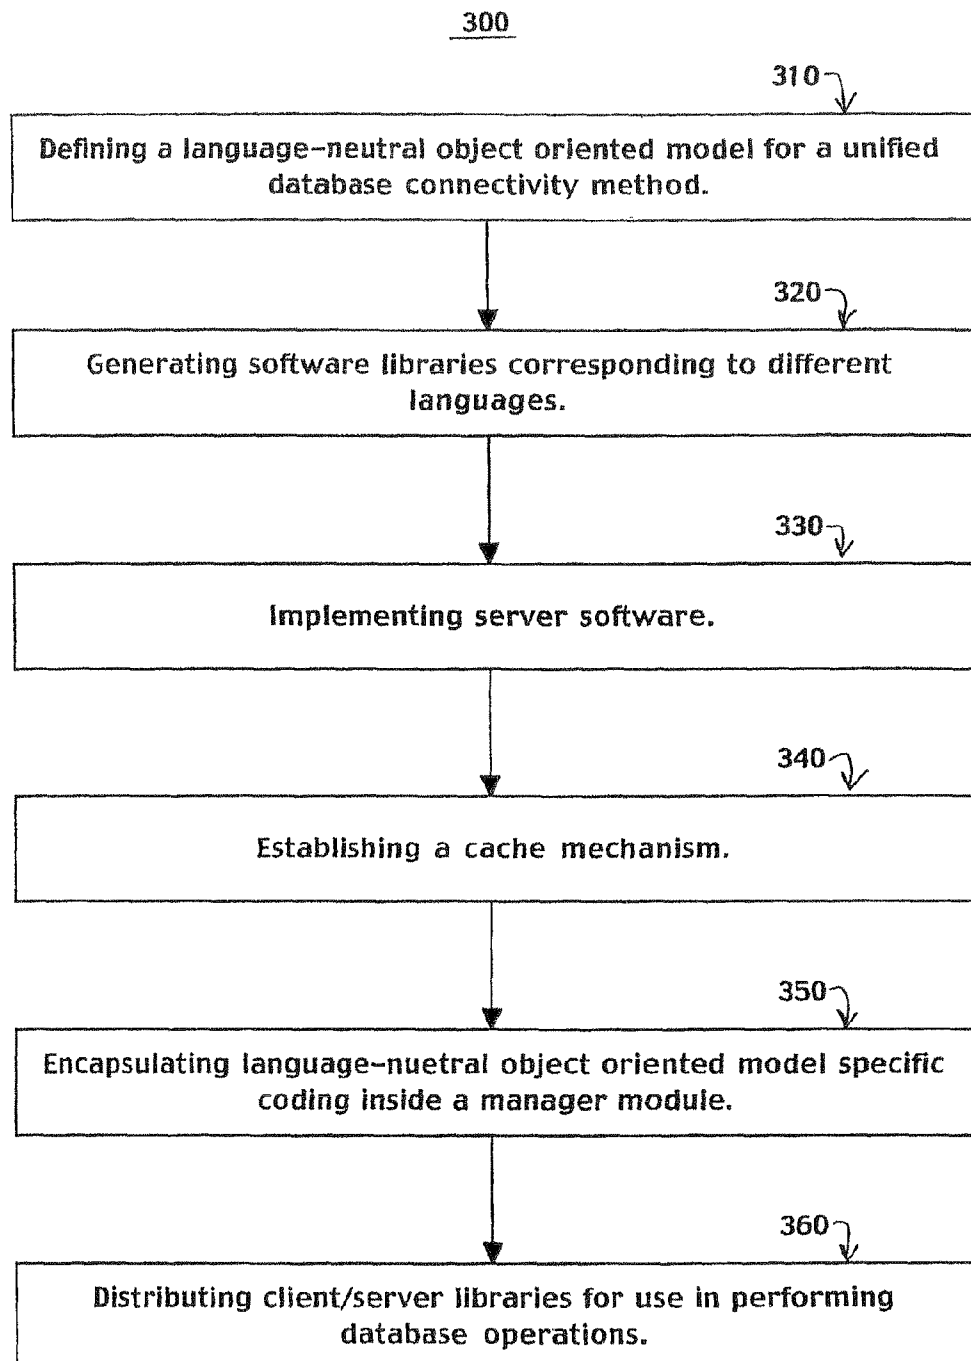 300
310
Defining a language-neutral object oriented model for a unified
database connectivity method.
320
Generating software libraries corresponding to different
languages.
330
Implementing server software.
340
Establishing a cache mechanism.
350
Encapsulating language-nuetral object oriented model specific
coding inside a manager module.
360
Distributing client/server libraries for use in performing
database operations.